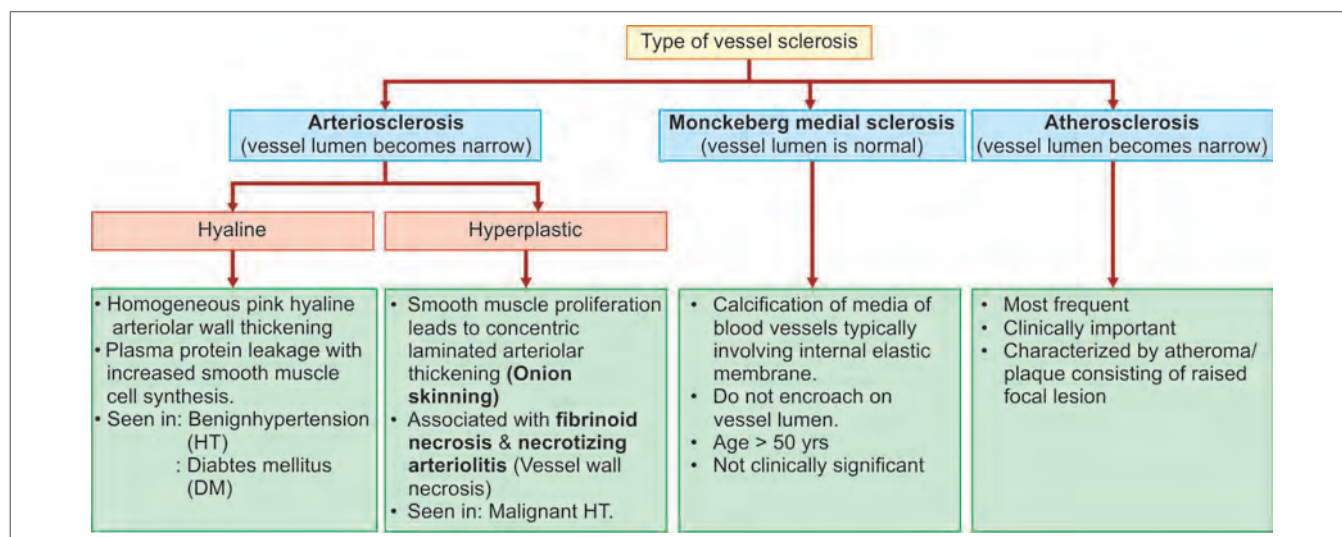 Type of vessel sclerosis
Arteriosclerosis
(vessel lumen becomes narrow)
Monckeberg medial sclerosis
(vessel lumen is normal)
Atherosclerosis
(vessel lumen becomes narrow)
Hyaline
Hyperplastic
• Homogeneous pink hyaline
arteriolar wall thickening
• Plasma protein leakage with
increased smooth muscle
cell synthesis.
• Seen in: Benignhypertension
(HT)
: Diabtes mellitus
(DM)
• Smooth muscle proliferation
leads to concentric
laminated arteriolar
thickening (Onion
skinning)
• Associated with fibrinoid
necrosis & necrotizing
arteriolitis (Vessel wall
necrosis)
• Seen in: Malignant HT.
• Calcification of media of
blood vessels typically
involving internal elastic
membrane.
• Do not encroach on
vessel lumen.
• Age > 50 yrs
• Not clinically significant
• Most frequent
• Clinically important
• Characterized by atheroma/
plaque consisting of raised
focal lesion